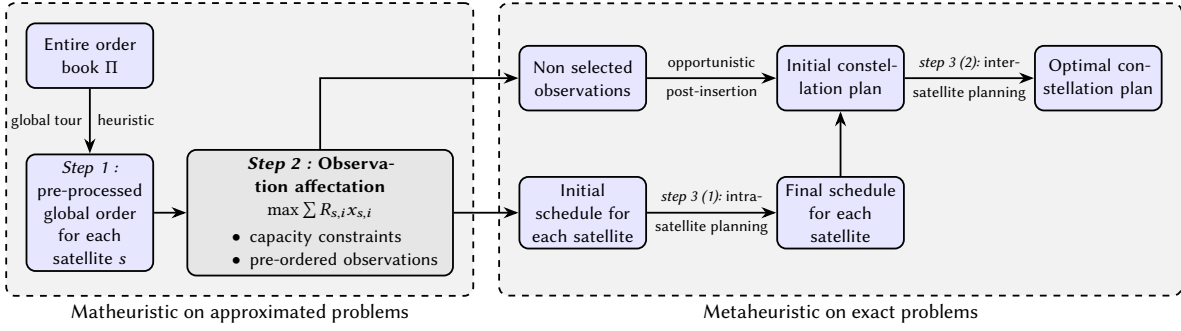 Entire order
book Π
global tour heuristic
Step 1 :
pre-processed
global order
for each
satellite s
Step 2 : Observa-
tion affectation
max ∑ R_{s,i} x_{s,i}
• capacity constraints
• pre-ordered observations
Matheuristic on approximated problems
Non selected
observations
opportunistic
post-insertion
Initial constel-
lation plan
step 3 (2): inter-
satellite planning
Optimal con-
stellation plan
Initial
schedule for
each satellite
step 3 (1): intra-
satellite planning
Final schedule
for each
satellite
Metaheuristic on exact problems